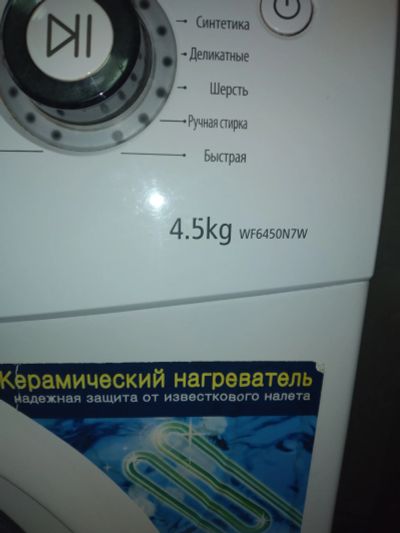 Синтетика
Деликатные
Шерсть
Ручная стирка
Быстрая
4.5kg WF6450N7W
Керамический нагреватель
надежная защита от известкового налета